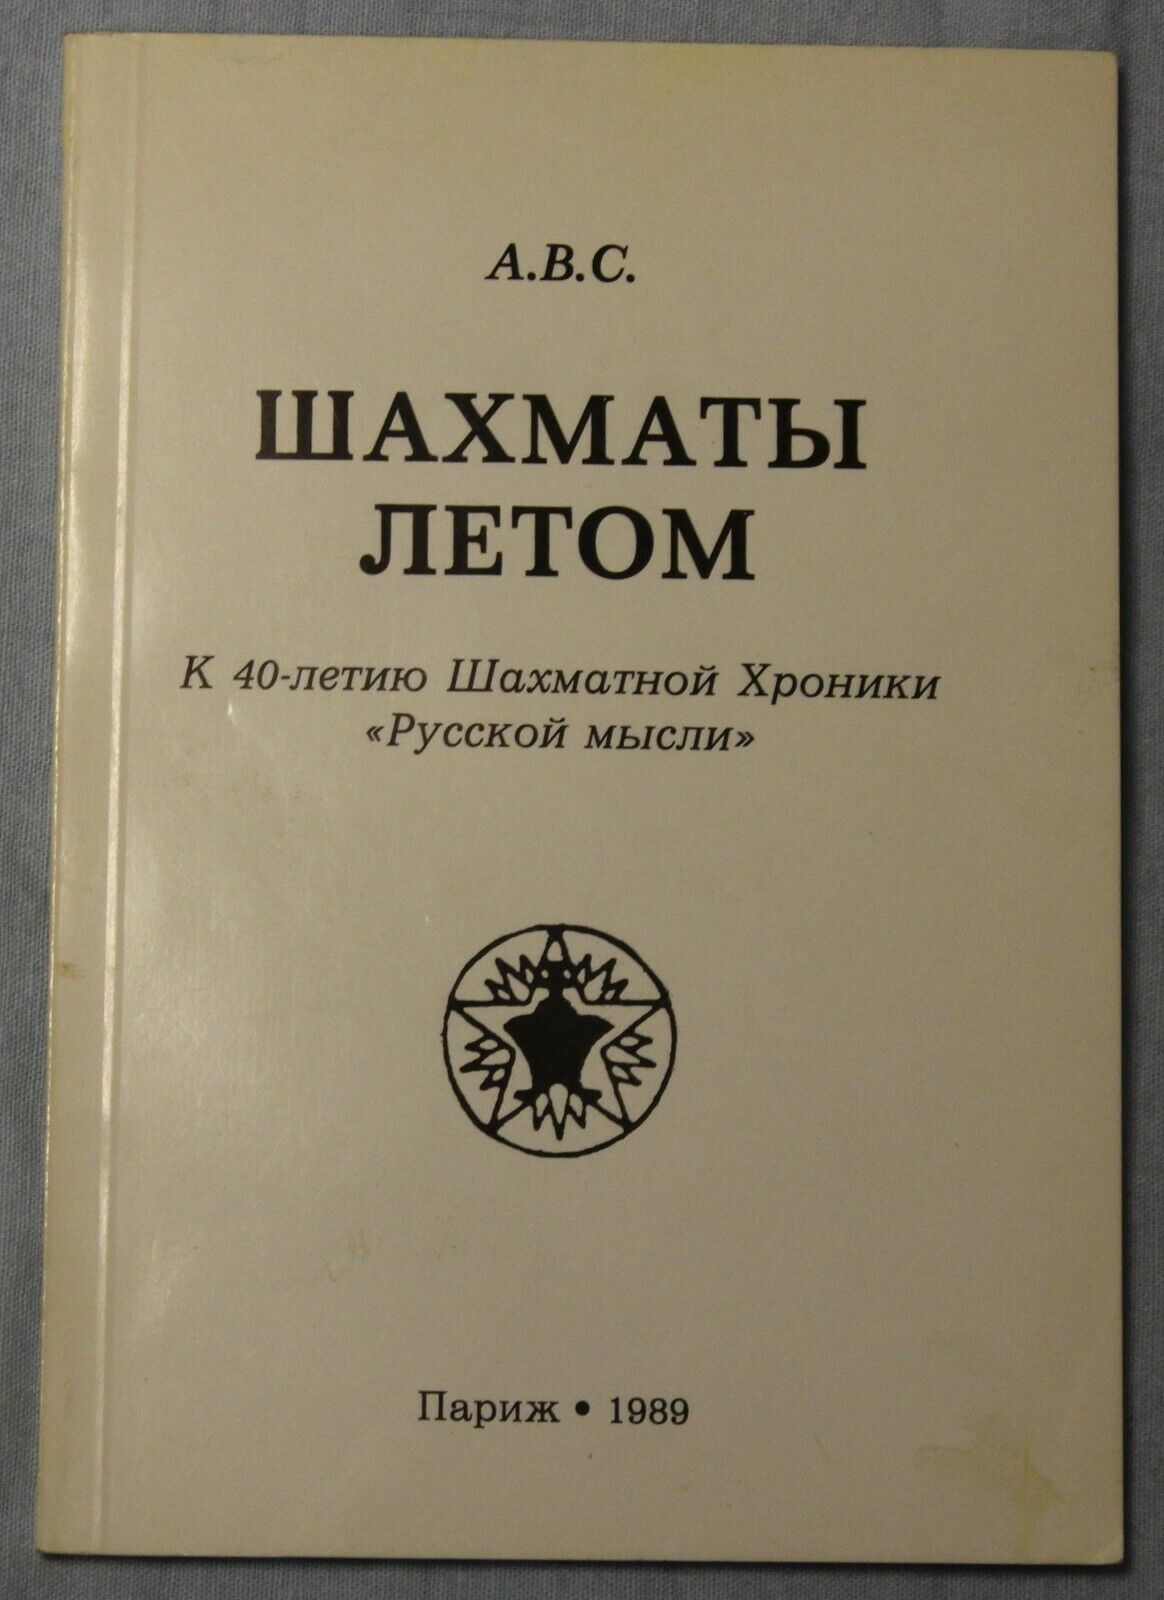 А.В.С.
ШАХМАТЫ
ЛЕТОМ
К 40-летию Шахматной Хроники
«Русской мысли»
Париж • 1989